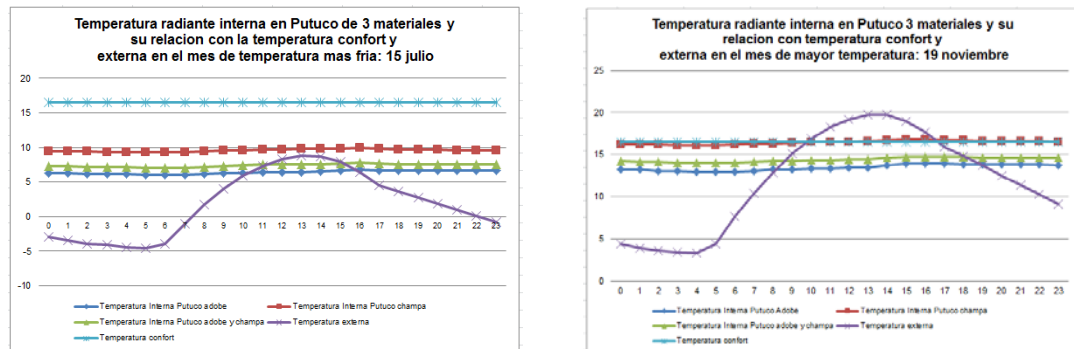 Temperatura radiante interna en Putuco de 3 materiales y
su relacion con la temperatura confort y
externa en el mes de temperatura mas fria: 15 julio
20
15
10
5
0
-5
-10
0 1 2 3 4 5 6 7 8 9 10 11 12 13 14 15 16 17 18 19 20 21 22 23
Temperatura Interna Putuco adobe
Temperatura Interna Putuco champa
Temperatura Interna Putuco adobe y champa
Temperatura externa
Temperatura confort
Temperatura radiante interna en Putuco 3 materiales y su
relacion con temperatura confort y
externa en el mes de mayor temperatura: 19 noviembre
25
20
15
10
5
0
0 1 2 3 4 5 6 7 8 9 10 11 12 13 14 15 16 17 18 19 20 21 22 23
Temperatura Interna Putuco Adobe
Temperatura Interna Putuco champa
Temperatura Interna Putuco adobe y champa
Temperatura externa
Temperatura confort